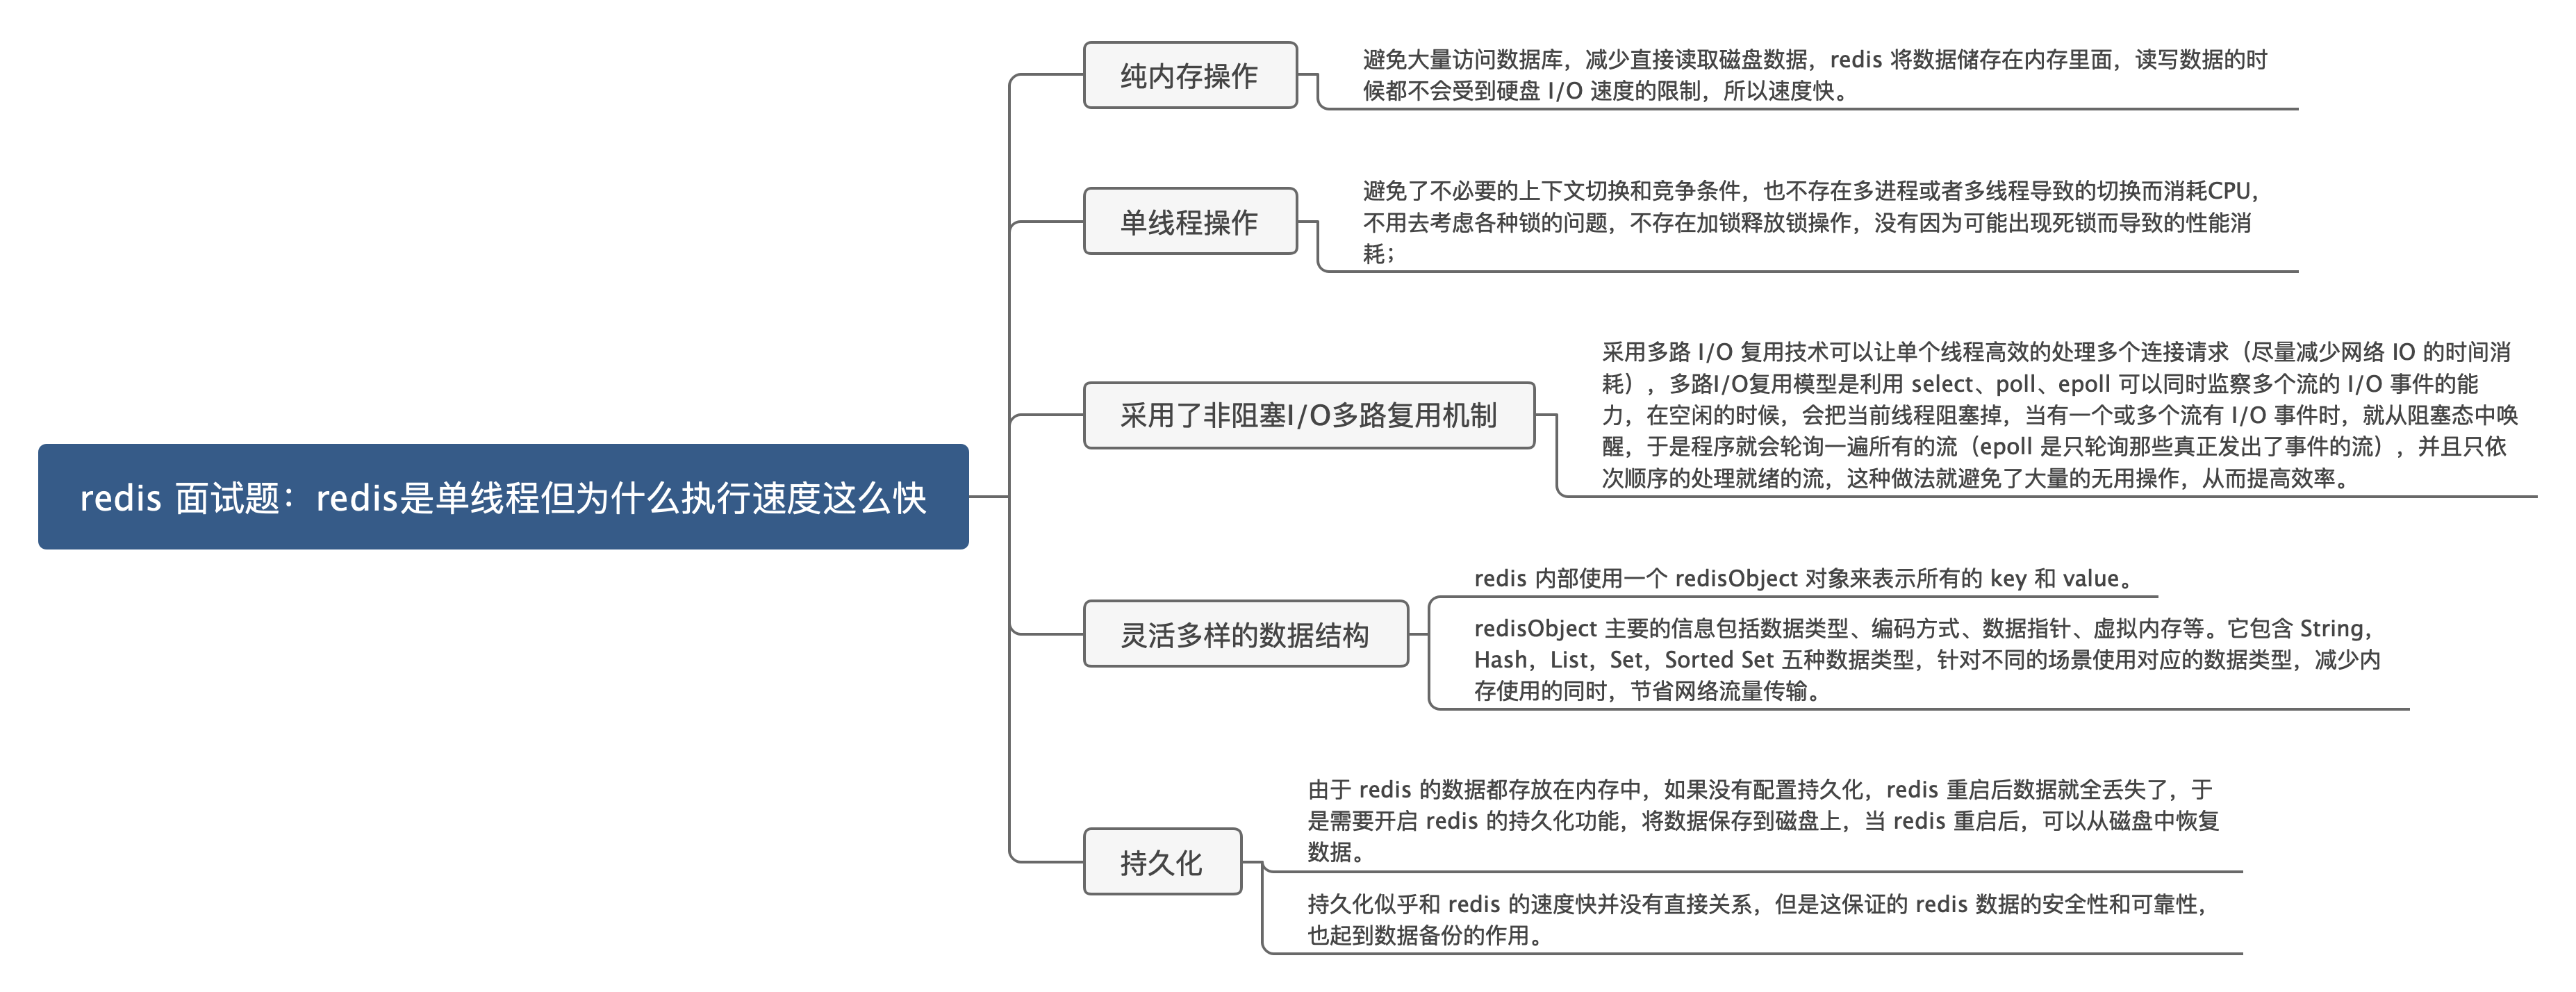 redis 面试题：redis是单线程但为什么执行速度这么快
纯内存操作
避免大量访问数据库，减少直接读取磁盘数据，redis 将数据储存在内存里面，读写数据的时
候都不会受到硬盘 I/O 速度的限制，所以速度快。
单线程操作
避免了不必要的上下文切换和竞争条件，也不存在多进程或者多线程导致的切换而消耗CPU，
不用去考虑各种锁的问题，不存在加锁释放锁操作，没有因为可能出现死锁而导致的性能消
耗；
采用了非阻塞I/O多路复用机制
采用多路 I/O 复用技术可以让单个线程高效的处理多个连接请求（尽量减少网络 IO 的时间消
耗），多路I/O复用模型是利用 select、poll、epoll 可以同时监察多个流的 I/O 事件的能
力，在空闲的时候，会把当前线程阻塞掉，当有一个或多个流有 I/O 事件时，就从阻塞态中唤
醒，于是程序就会轮询一遍所有的流（epoll 是只轮询那些真正发出了事件的流），并且只依
次顺序的处理就绪的流，这种做法就避免了大量的无用操作，从而提高效率。
灵活多样的数据结构
redis 内部使用一个 redisObject 对象来表示所有的 key 和 value。
redisObject 主要的信息包括数据类型、编码方式、数据指针、虚拟内存等。它包含 String，
Hash，List，Set，Sorted Set 五种数据类型，针对不同的场景使用对应的数据类型，减少内
存使用的同时，节省网络流量传输。
持久化
由于 redis 的数据都存放在内存中，如果没有配置持久化，redis 重启后数据就全丢失了，于
是需要开启 redis 的持久化功能，将数据保存到磁盘上，当 redis 重启后，可以从磁盘中恢复
数据。
持久化似乎和 redis 的速度快并没有直接关系，但是这保证的 redis 数据的安全性和可靠性，
也起到数据备份的作用。